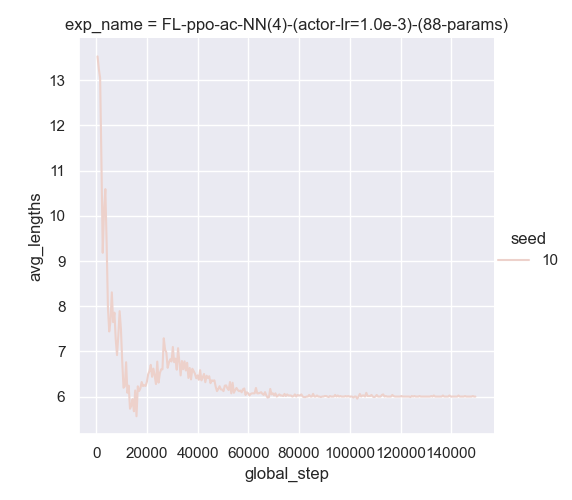 exp_name = FL-ppo-ac-NN(4)-(actor-lr=1.0e-3)-(88-params)
13
12
11
10
9
8
7
6
avg_lengths
seed
10
0 20000 40000 60000 80000 100000 120000 140000
global_step